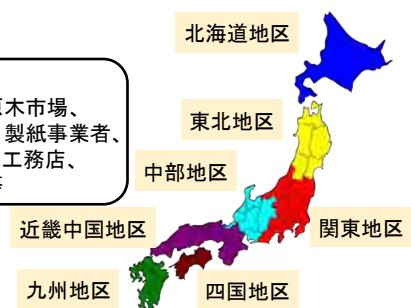 北海道地区
木市場、
製紙事業者、
工務店、
東北地区
中部地区
近畿中国地区
関東地区
九州地区
四国地区